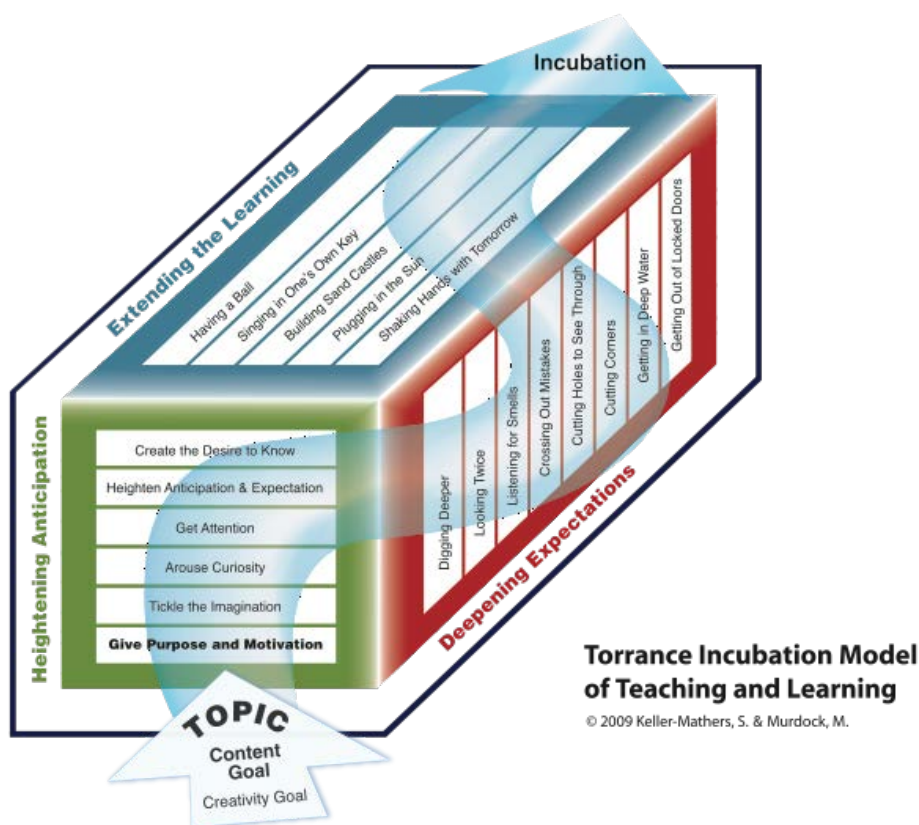 Incubation
Extending the Learning
Having a Ball
Singing in One's Own Key
Building Sand Castles
Plugging in the Sun
Shaking Hands with Tomorrow
Heightening Anticipation
Create the Desire to Know
Heighten Anticipation & Expectation
Get Attention
Arouse Curiosity
Tickle the Imagination
Give Purpose and Motivation
Deepening Expectations
Digging Deeper
Looking Twice
Listening for Smells
Crossing Out Mistakes
Cutting Holes to See Through
Cutting Corners
Getting in Deep Water
Getting Out of Locked Doors
TOPIC
Content
Goal
Creativity Goal
Torrance Incubation Model
of Teaching and Learning
© 2009 Keller-Mathers, S. & Murdock, M.